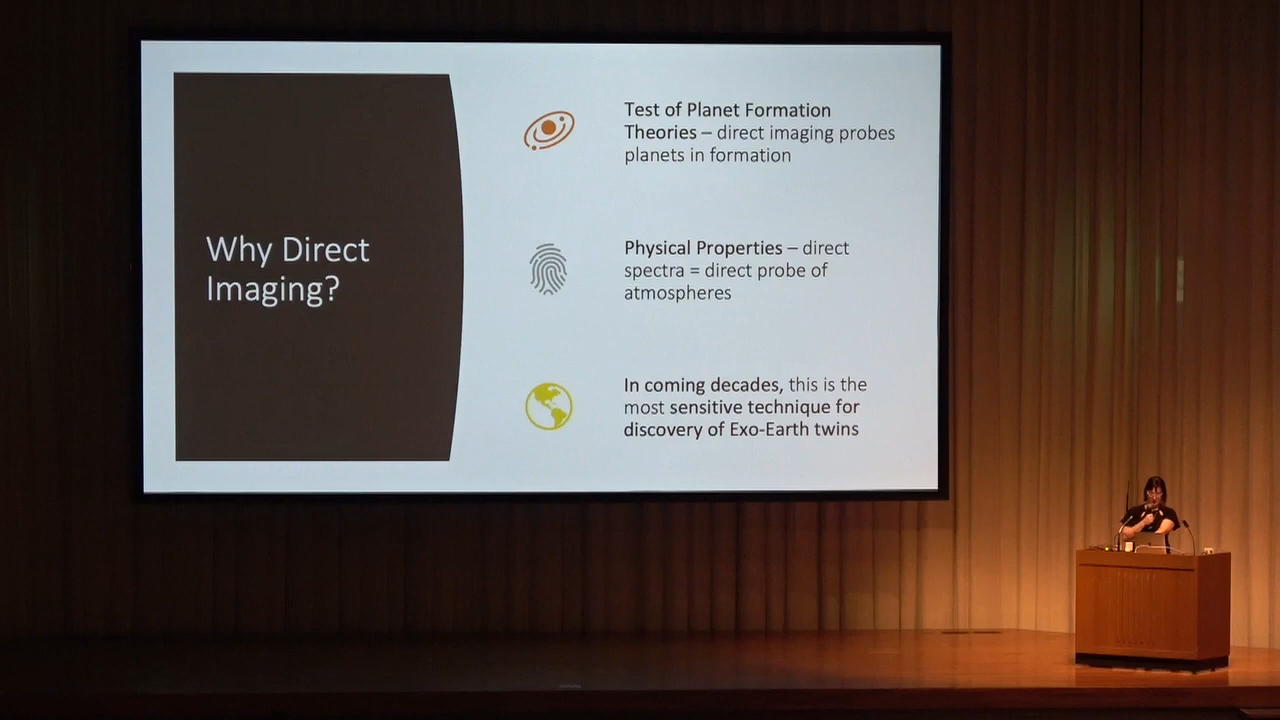 Why Direct
Imaging?
Test of Planet Formation
Theories – direct imaging probes
planets in formation
Physical Properties – direct
spectra = direct probe of
atmospheres
In coming decades, this is the
most sensitive technique for
discovery of Exo-Earth twins